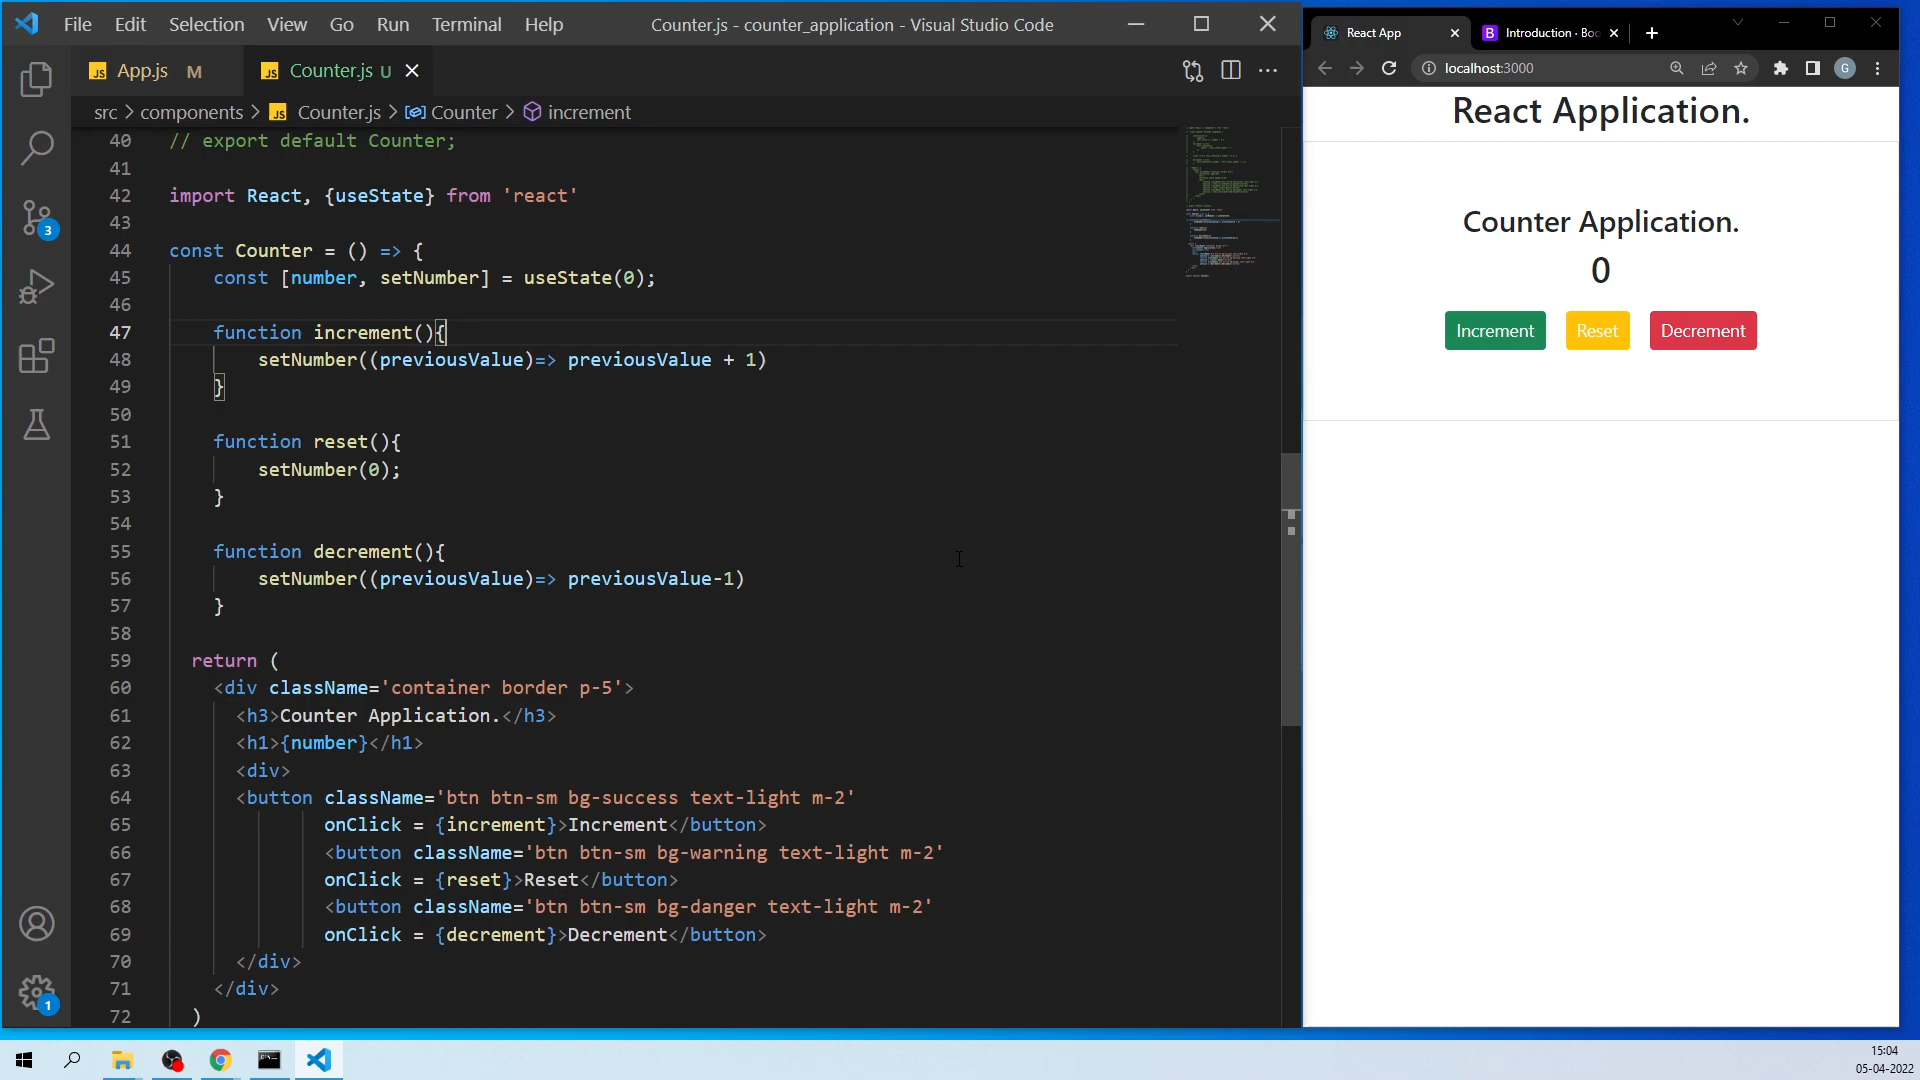 File Edit Selection View Go Run Terminal Help Counter.js - counter_application - Visual Studio Code
JS App.js M JS Counter.js U
src > components > JS Counter.js > Counter > increment
40 // export default Counter;
41
42 import React, {useState} from 'react'
43
44 const Counter = () => {
45 const [number, setNumber] = useState(0);
46
47 function increment(){
48 setNumber((previousValue)=> previousValue + 1)
49 }
50
51 function reset(){
52 setNumber(0);
53 }
54
55 function decrement(){
56 setNumber((previousValue)=> previousValue-1)
57 }
58
59 return (
60 <div className='container border p-5'>
61 <h3>Counter Application.</h3>
62 <h1>{number}</h1>
63 <div>
64 <button className='btn btn-sm bg-success text-light m-2'
65 onClick = {increment}>Increment</button>
66 <button className='btn btn-sm bg-warning text-light m-2'
67 onClick = {reset}>Reset</button>
68 <button className='btn btn-sm bg-danger text-light m-2'
69 onClick = {decrement}>Decrement</button>
70 </div>
71 </div>
72 )
3
1
React App B Introduction · Boo
localhost:3000 G
React Application.
Counter Application.
0
Increment Reset Decrement
15:04
05-04-2022